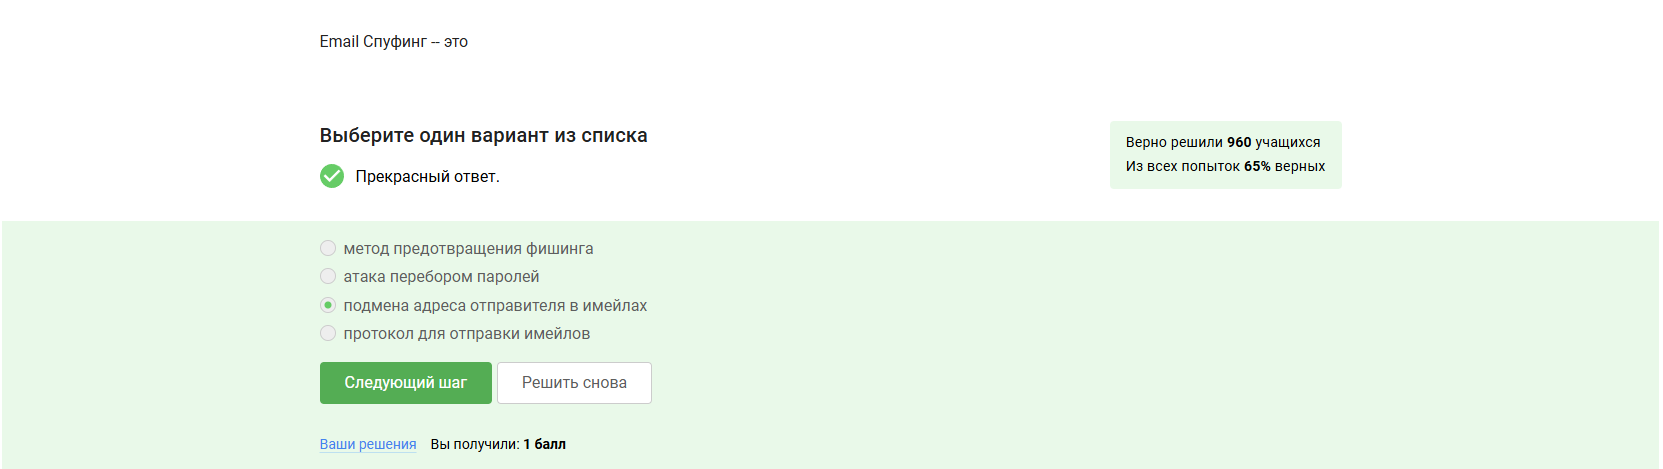 Email Спуфинг -- это
Выберите один вариант из списка
Прекрасный ответ.
Верно решили 960 учащихся
Из всех попыток 65% верных
метод предотвращения фишинга
атака перебором паролей
подмена адреса отправителя в имейлах
протокол для отправки имейлов
Следующий шаг
Решить снова
Ваши решения Вы получили: 1 балл